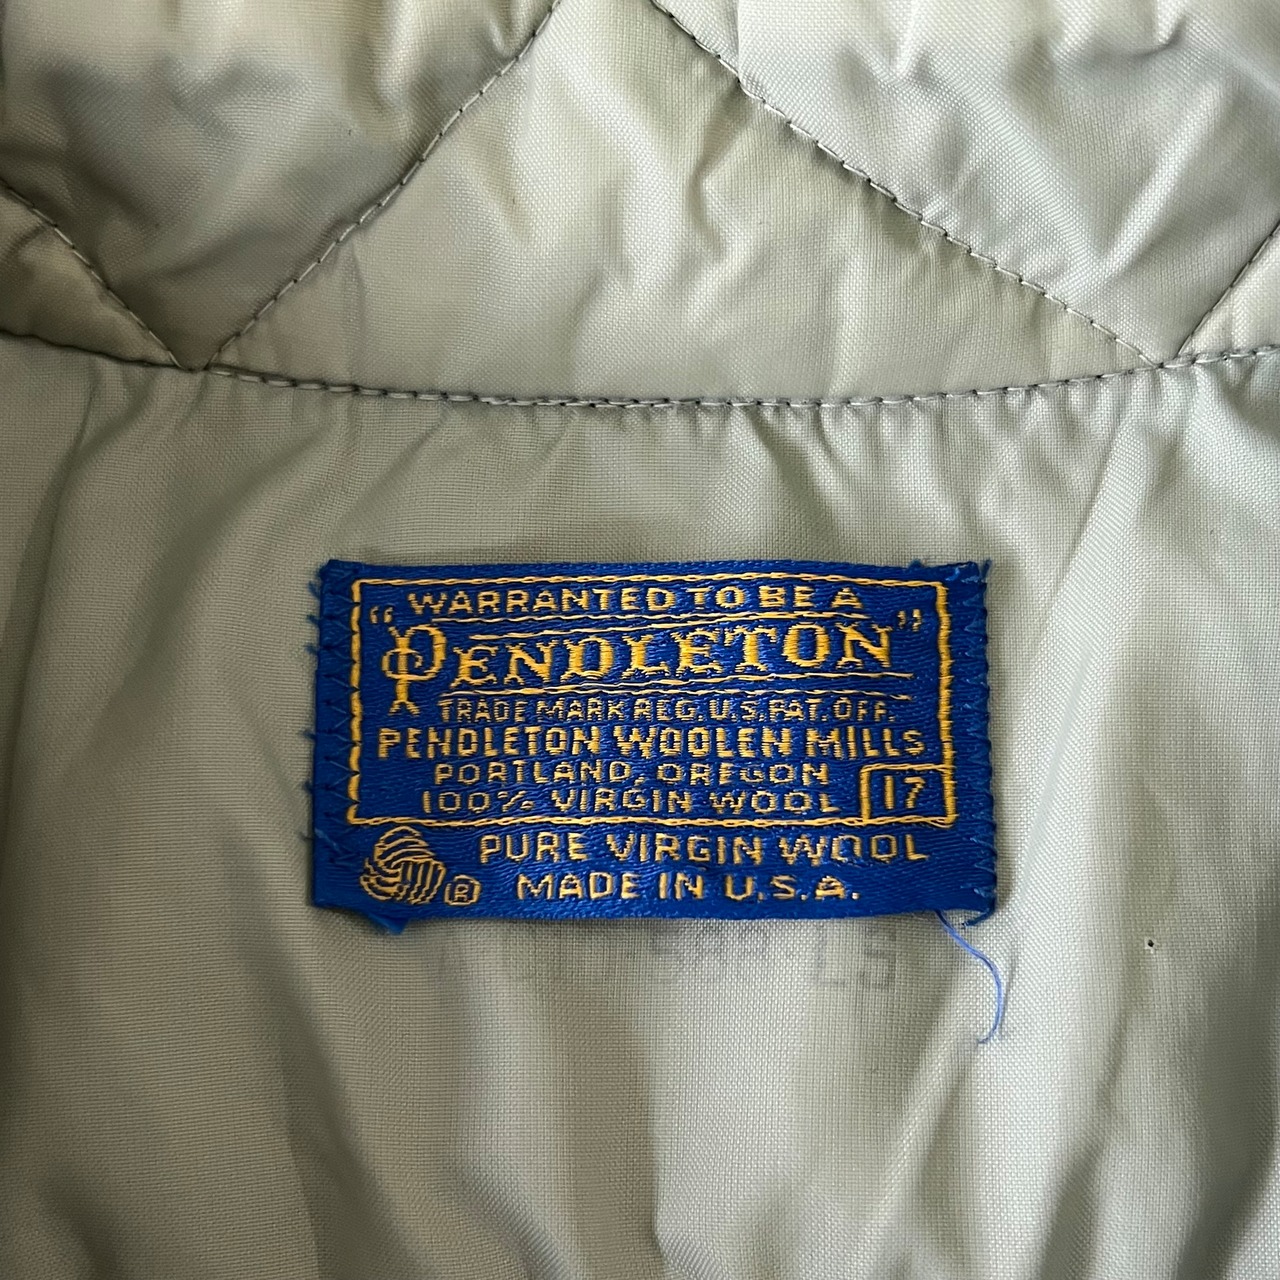 WARRANTED TO BE A
"PENDLETON"
TRADE MARK REG. U.S. PAT. OFF.
PENDLETON WOOLEN MILLS
PORTLAND, OREGON
100% VIRGIN WOOL 17
PURE VIRGIN WOOL
® MADE IN U.S.A.